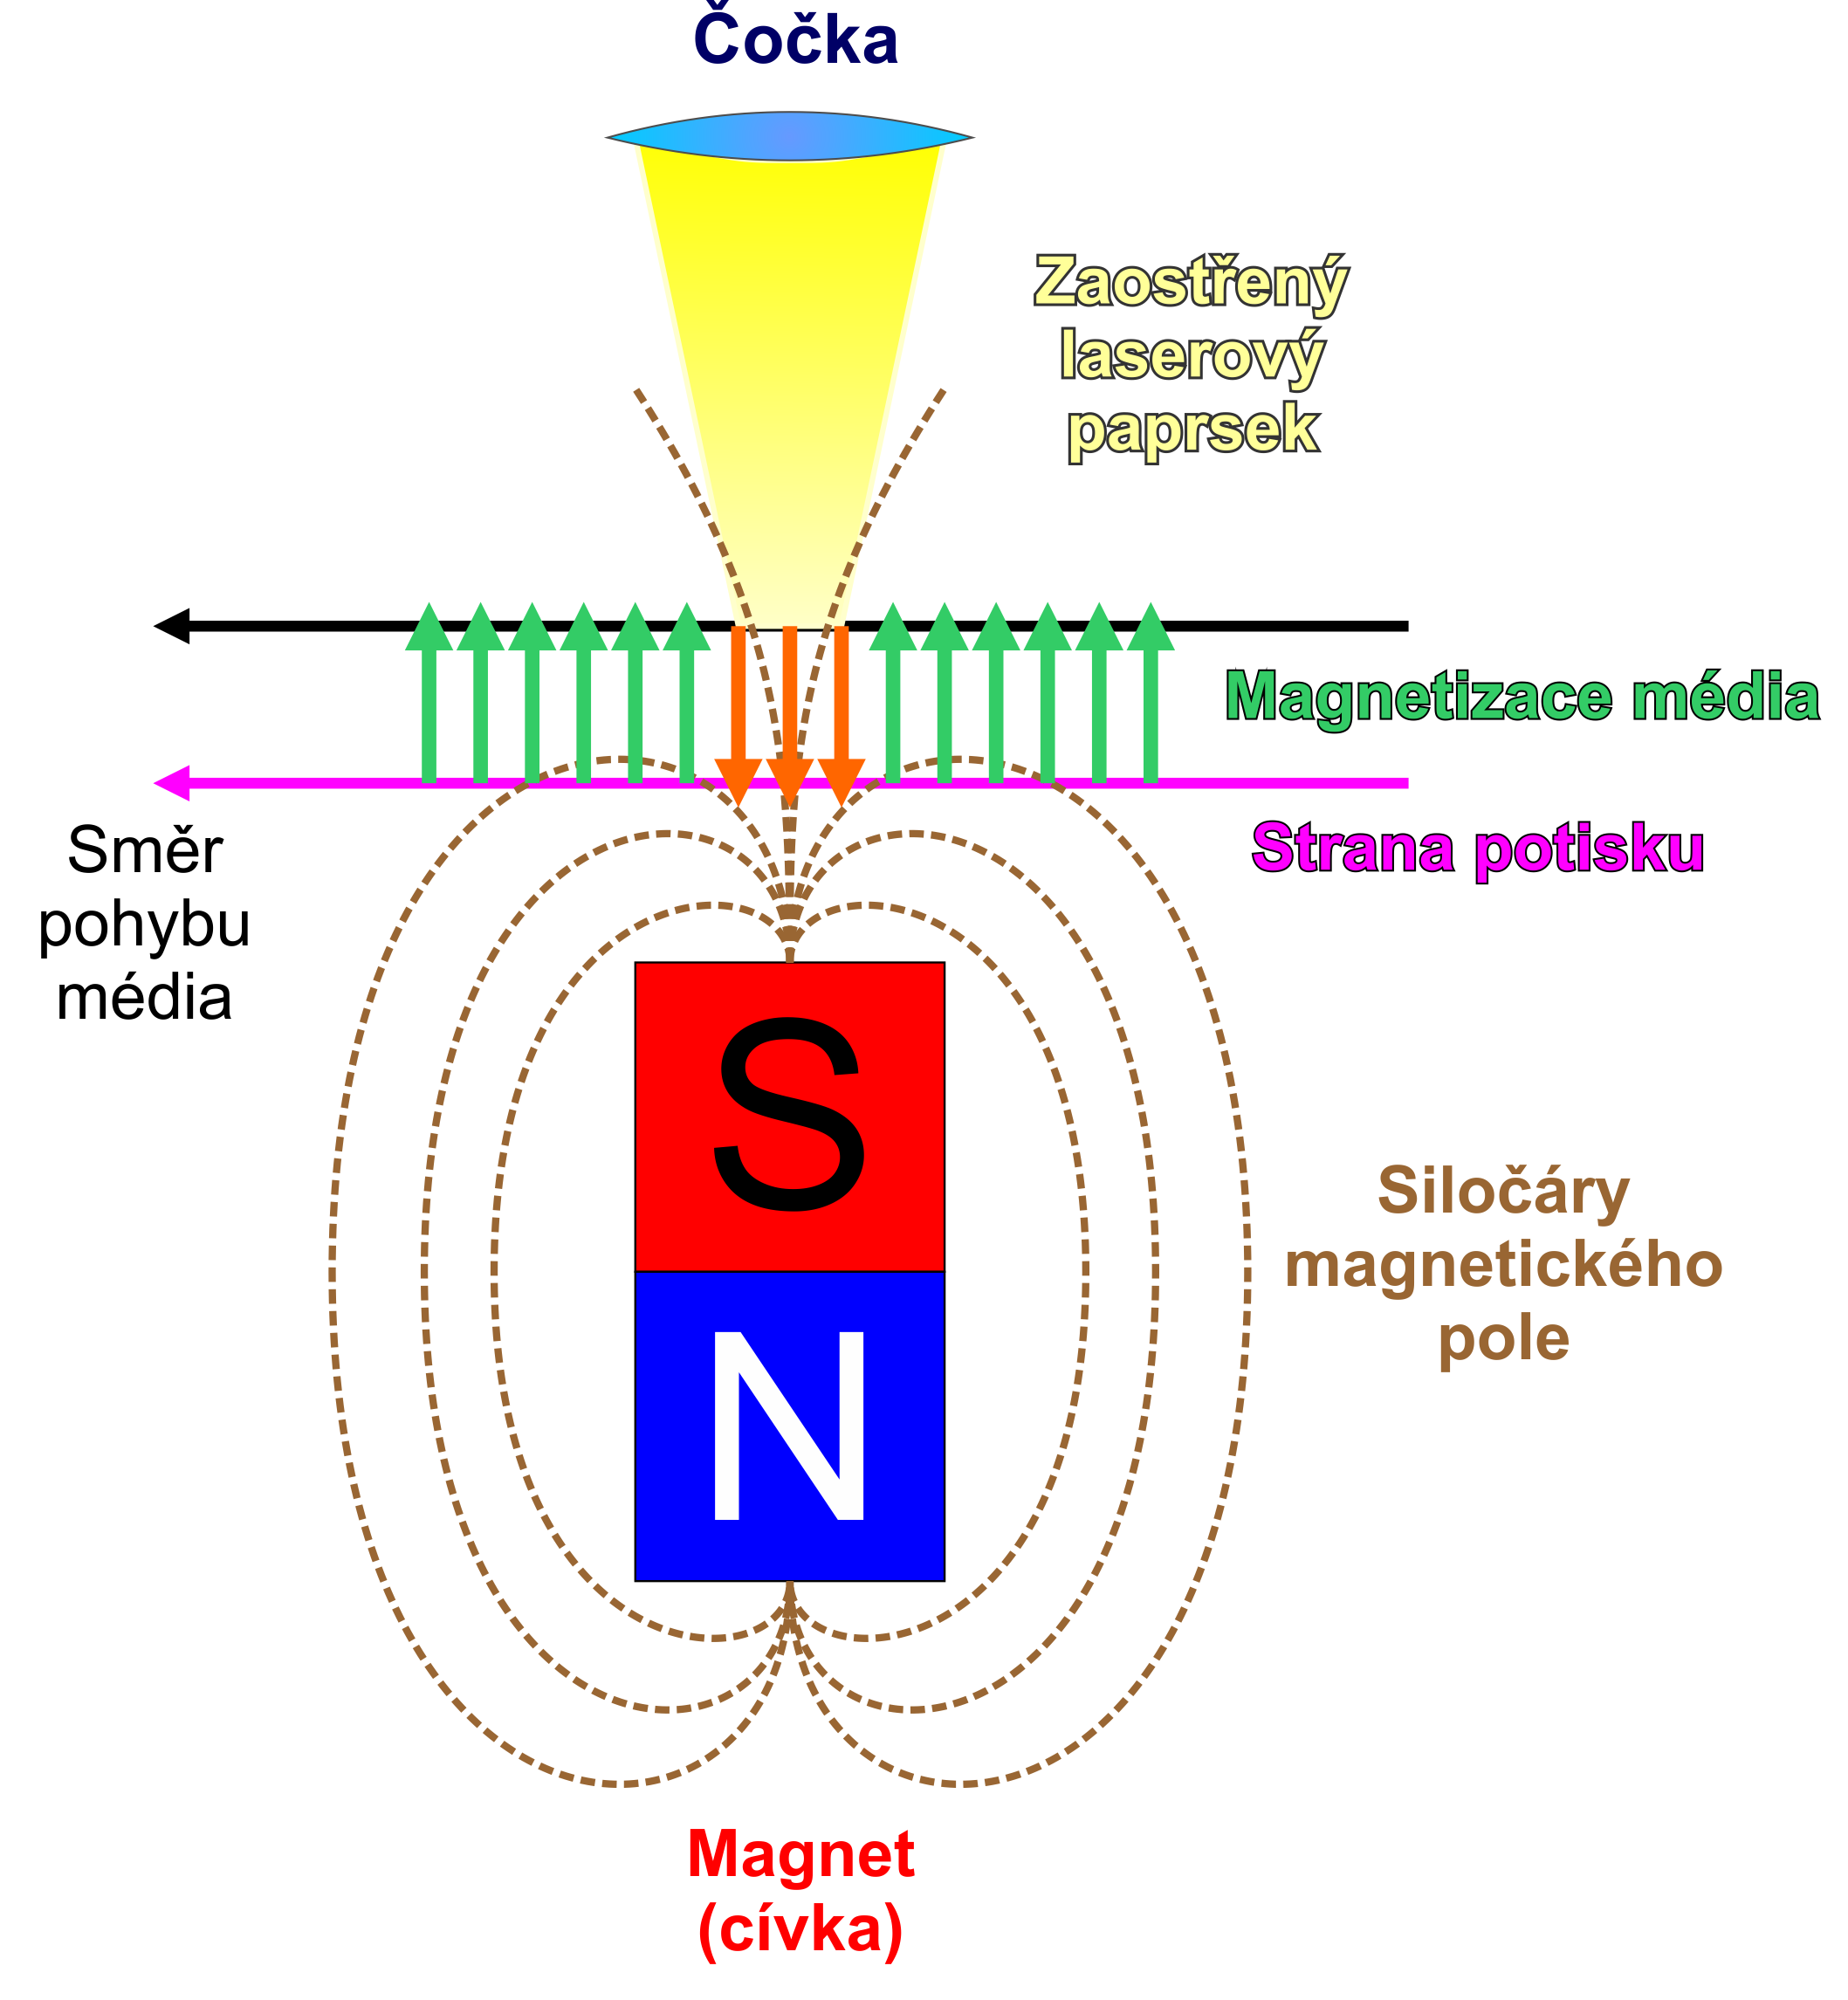 Čočka
Zaostřený
laserový
paprsek
Magnetizace média
Strana potisku
Směr
pohybu
média
S
N
Siločáry
magnetického
pole
Magnet
(cívka)